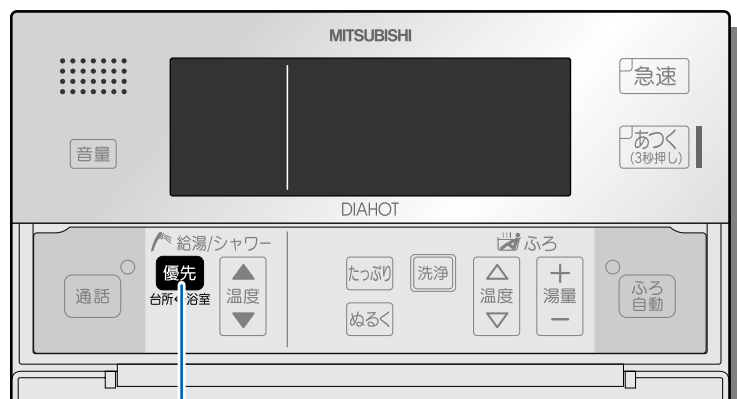 MITSUBISHI
急速
音量
あつく
(3秒押し)
DIAHOT
給湯/シャワー
ふろ
優先
台所↔浴室
温度
通話
たっぷり
洗浄
ぬるく
温度
湯量
ふろ
自動